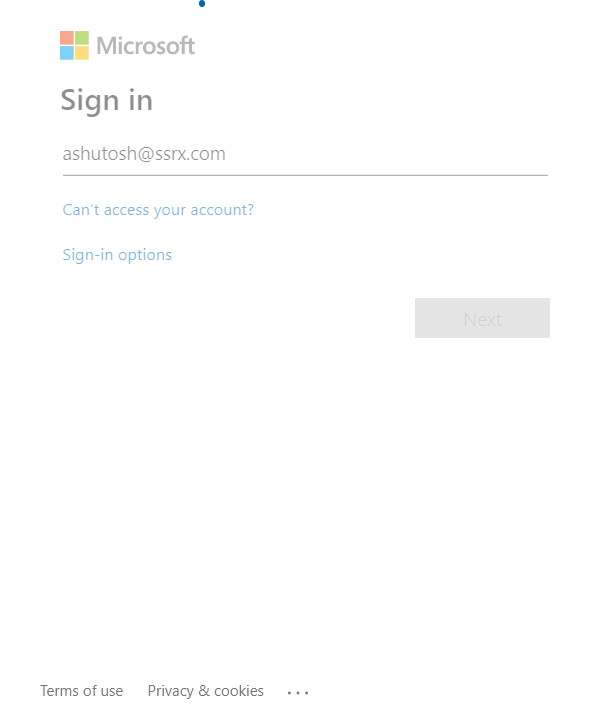 Microsoft
Sign in
ashutosh@ssrx.com
Can't access your account?
Sign-in options
Next
Terms of use Privacy & cookies ...